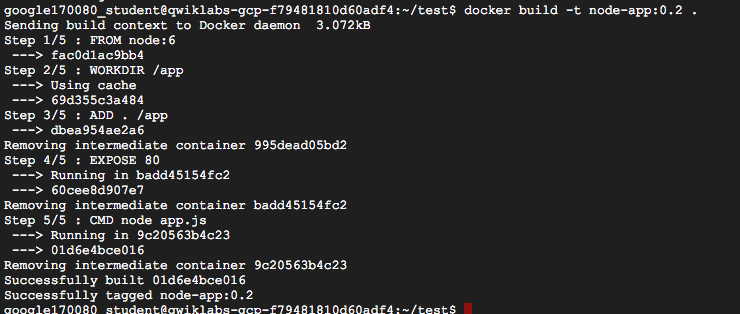 google170080_student@qwiklabs-gcp-f79481810d60adf4:~/test$ docker build -t node-app:0.2 .
Sending build context to Docker daemon  3.072kB
Step 1/5 : FROM node:6
 ---> fac0d1ac9bb4
Step 2/5 : WORKDIR /app
 ---> Using cache
 ---> 69d355c3a484
Step 3/5 : ADD . /app
 ---> dbea954ae2a6
Removing intermediate container 995dead05bd2
Step 4/5 : EXPOSE 80
 ---> Running in badd45154fc2
 ---> 60cee8d907e7
Removing intermediate container badd45154fc2
Step 5/5 : CMD node app.js
 ---> Running in 9c20563b4c23
 ---> 01d6e4bce016
Removing intermediate container 9c20563b4c23
Successfully built 01d6e4bce016
Successfully tagged node-app:0.2
google170080_student@qwiklabs-gcp-f79481810d60adf4:~/test$